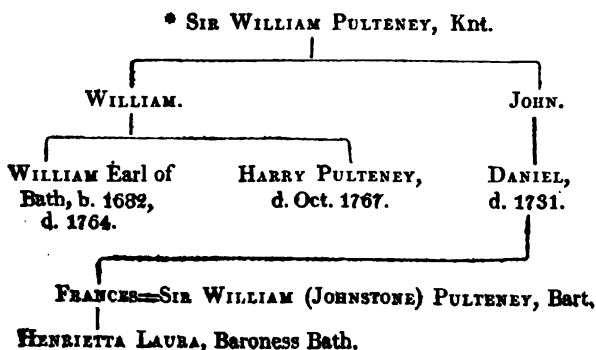 * SIR WILLIAM PULTENEY, Knt.
WILLIAM. JOHN.
WILLIAM Earl of HARRY PULTENEY, DANIEL,
Bath, b. 1682, d. Oct. 1767. d. 1731.
d. 1764.
FRANCES=SIR WILLIAM (JOHNSTONE) PULTENEY, Bart.
HENRIETTA LAURA, Baroness Bath.